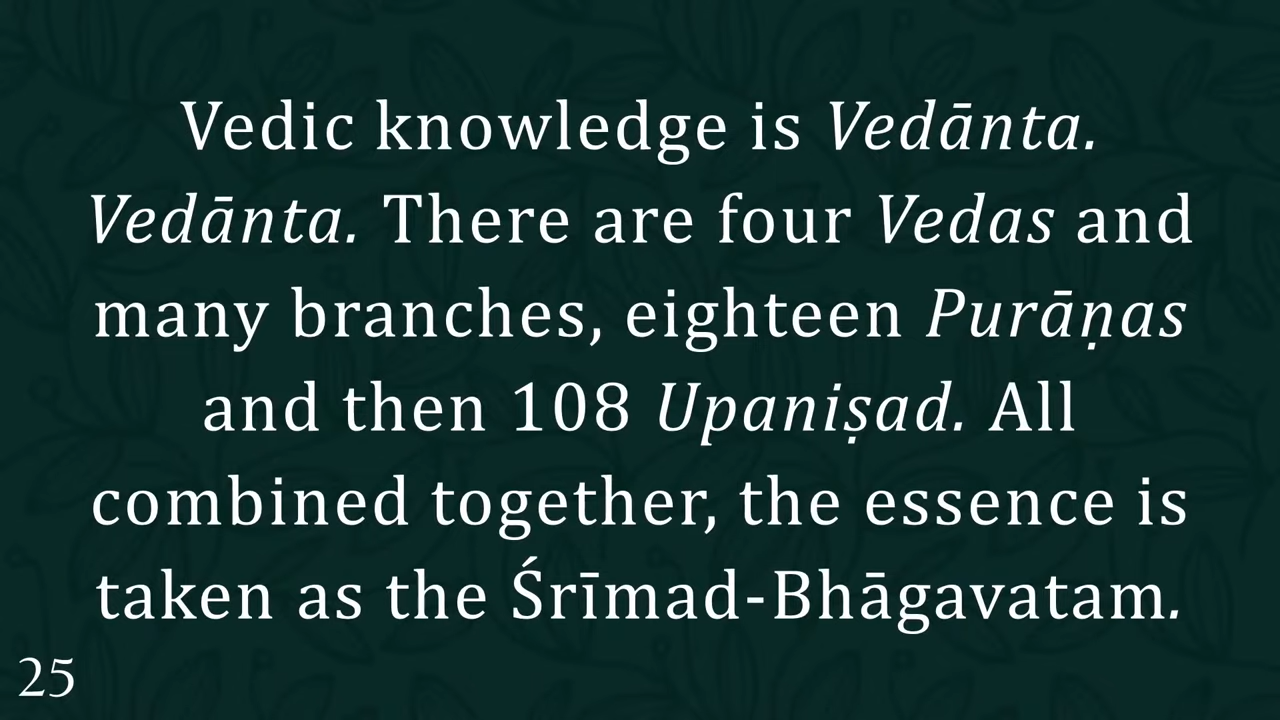 Vedic knowledge is Vedānta.
Vedānta. There are four Vedas and
many branches, eighteen Purāṇas
and then 108 Upaniṣad. All
combined together, the essence is
taken as the Śrīmad-Bhāgavatam.
25